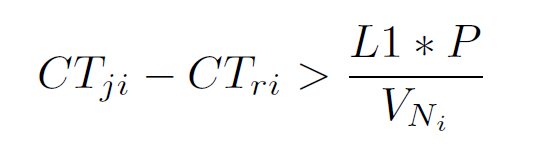 $CT_{ji} - CT_{ri} > \frac{L1 * P}{V_{N_i}}$